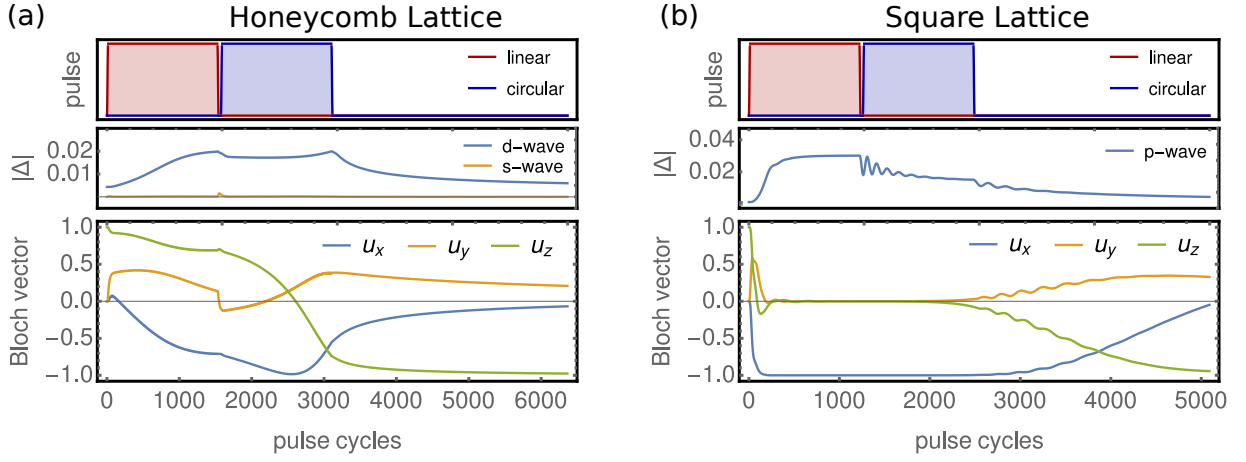 (a) Honeycomb Lattice
pulse
linear
circular
|Δ|
0.02
0.01
d-wave
s-wave
Bloch vector
1.0
0.5
0.0
-0.5
-1.0
u_x u_y u_z
0 1000 2000 3000 4000 5000 6000
pulse cycles
(b) Square Lattice
pulse
linear
circular
|Δ|
0.04
0.02
p-wave
Bloch vector
1.0
0.5
0.0
-0.5
-1.0
u_x u_y u_z
0 1000 2000 3000 4000 5000
pulse cycles